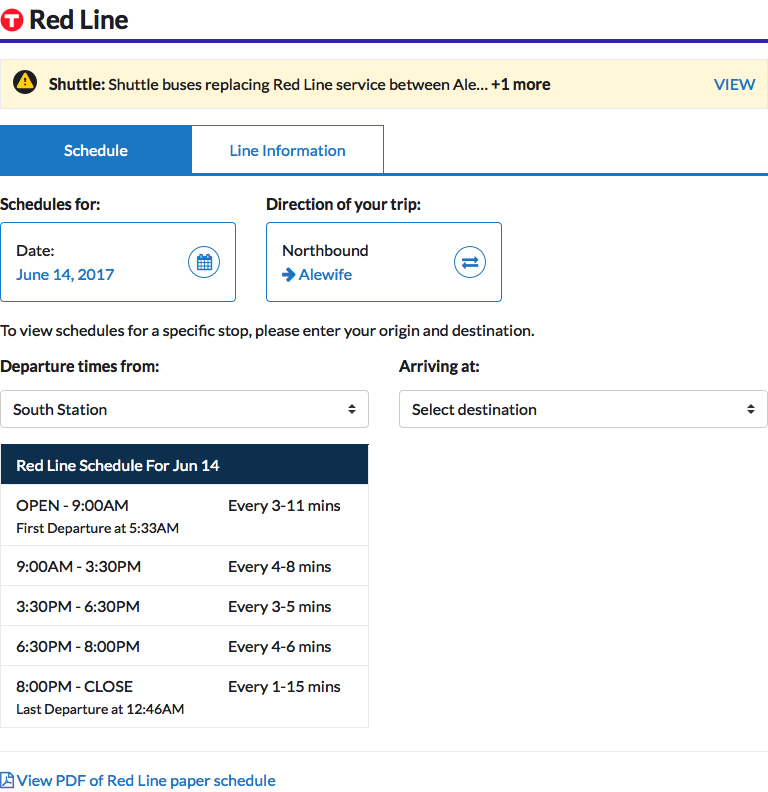 T Red Line
Shuttle: Shuttle buses replacing Red Line service between Ale... +1 more VIEW
Schedule Line Information
Schedules for: Direction of your trip:
Date: Northbound
June 14, 2017 Alewife
To view schedules for a specific stop, please enter your origin and destination.
Departure times from: Arriving at:
South Station Select destination
Red Line Schedule For Jun 14
OPEN - 9:00AM Every 3-11 mins
First Departure at 5:33AM
9:00AM - 3:30PM Every 4-8 mins
3:30PM - 6:30PM Every 3-5 mins
6:30PM - 8:00PM Every 4-6 mins
8:00PM - CLOSE Every 1-15 mins
Last Departure at 12:46AM
View PDF of Red Line paper schedule